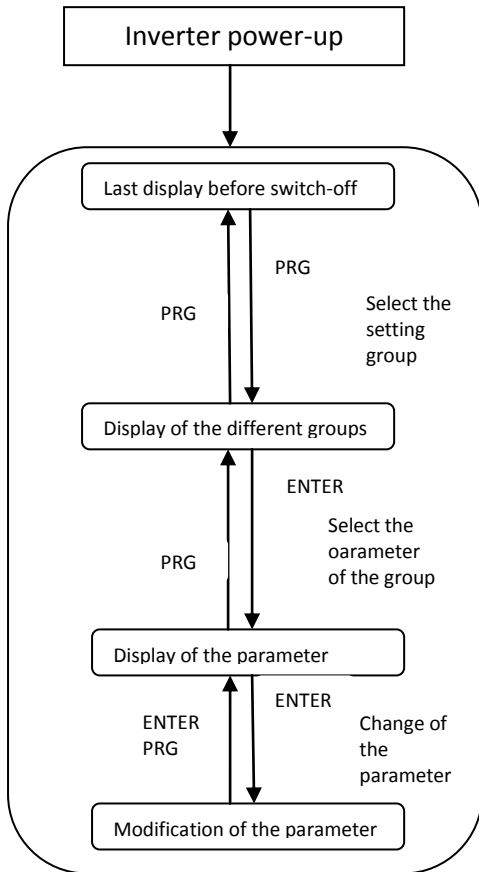 Inverter power-up
Last display before switch-off
PRG
PRG
Select the
setting
group
Display of the different groups
ENTER
Select the
oarameter
of the group
PRG
Display of the parameter
ENTER
ENTER
PRG
Change of
the
parameter
Modification of the parameter